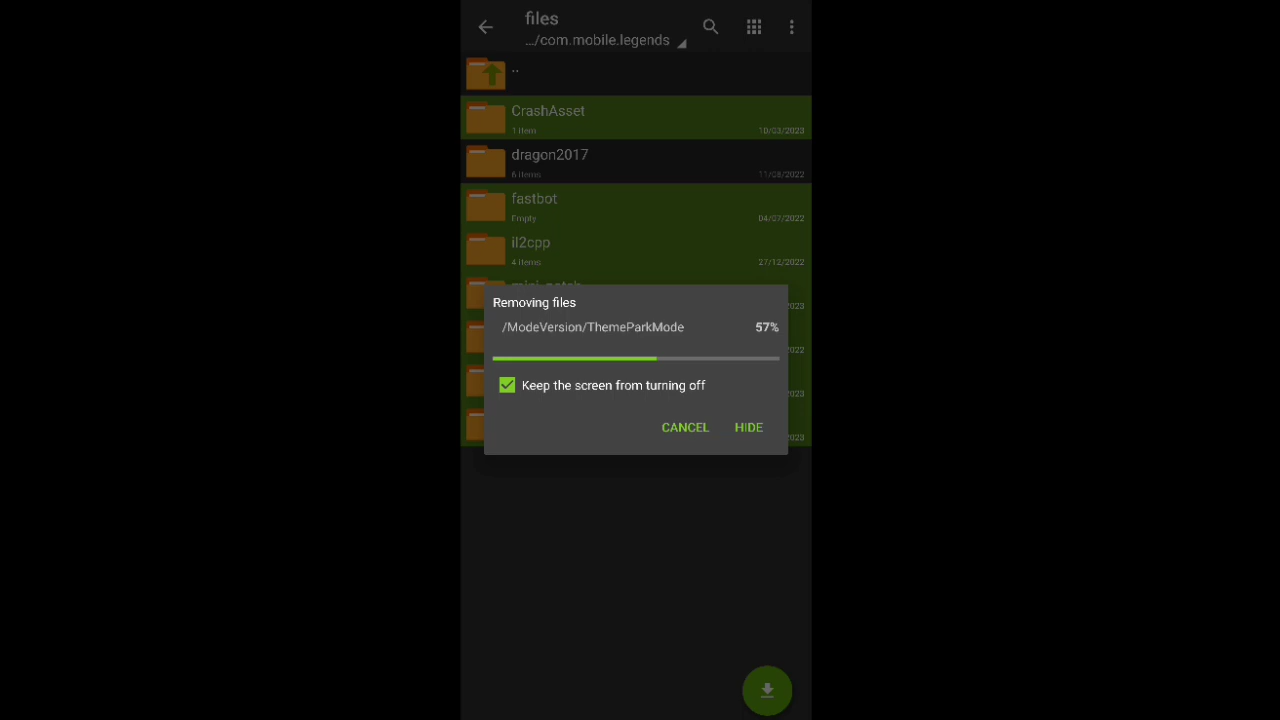 files
.../com.mobile.legends
..
CrashAsset
1 item
10/03/2023
dragon2017
6 items
11/08/2022
fastbot
Empty
04/07/2022
il2cpp
4 items
27/12/2022
Removing files
/ModeVersion/ThemeParkMode
57%
Keep the screen from turning off
CANCEL
HIDE